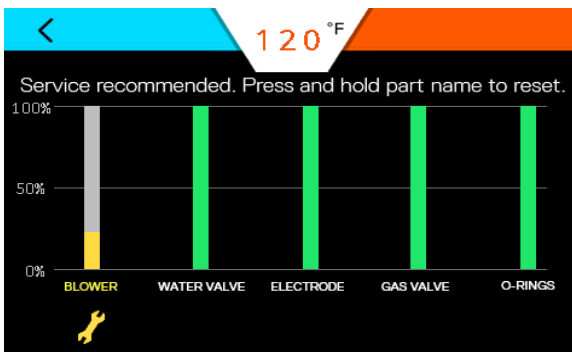 120°F
Service recommended. Press and hold part name to reset.
100%
50%
0%
BLOWER WATER VALVE ELECTRODE GAS VALVE O-RINGS